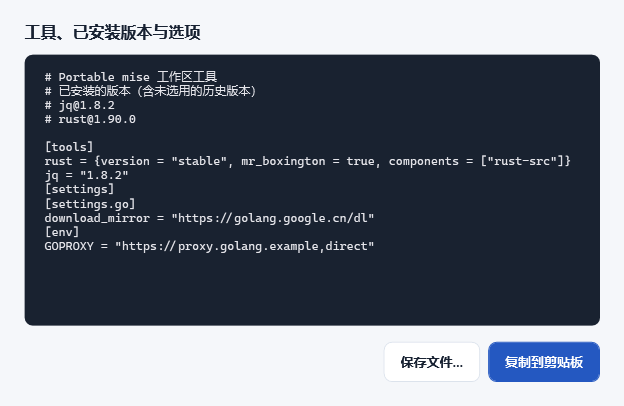 工具、已安装版本与选项
# Portable mise 工作区工具
# 已安装的版本（含未选用的历史版本）
# jq@1.8.2
# rust@1.90.0
[tools]
rust = {version = "stable", mr_boxington = true, components = ["rust-src"]}
jq = "1.8.2"
[settings]
[settings.go]
download_mirror = "https://golang.google.cn/dl"
[env]
GOPROXY = "https://proxy.golang.example,direct"
保存文件...
复制到剪贴板